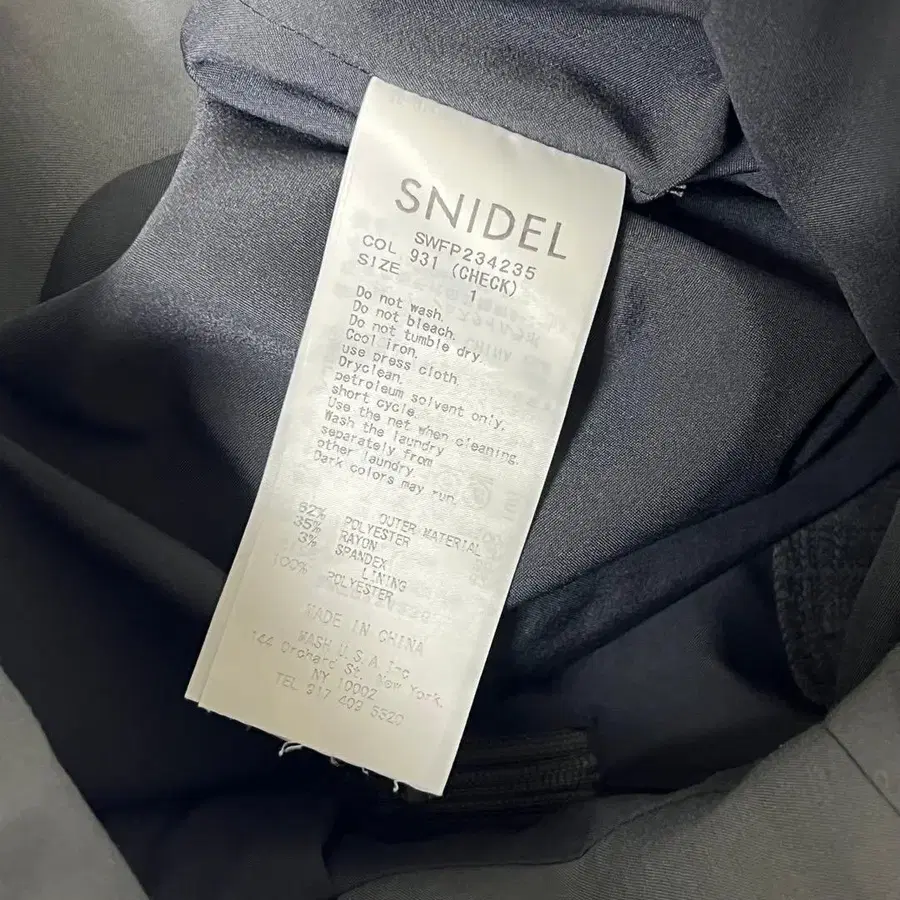 SNIDEL
SWFP234235
COL 931 (CHECK)
SIZE 1
Do not wash.
Do not bleach.
Do not tumble dry.
Cool iron.
use press cloth.
Dryclean.
petroleum solvent only,
short cycle.
Use the net when cleaning.
Wash the laundry
separately from
other laundry
Dark colors may run.
OUTER MATERIAL
62% POLYESTER
35% RAYON
3% SPANDEX
LINING
100% POLYESTER
MADE IN CHINA
MASH U.S.A. Inc
144 Orchard St. New York,
NY 10002
TEL 917 409 5520